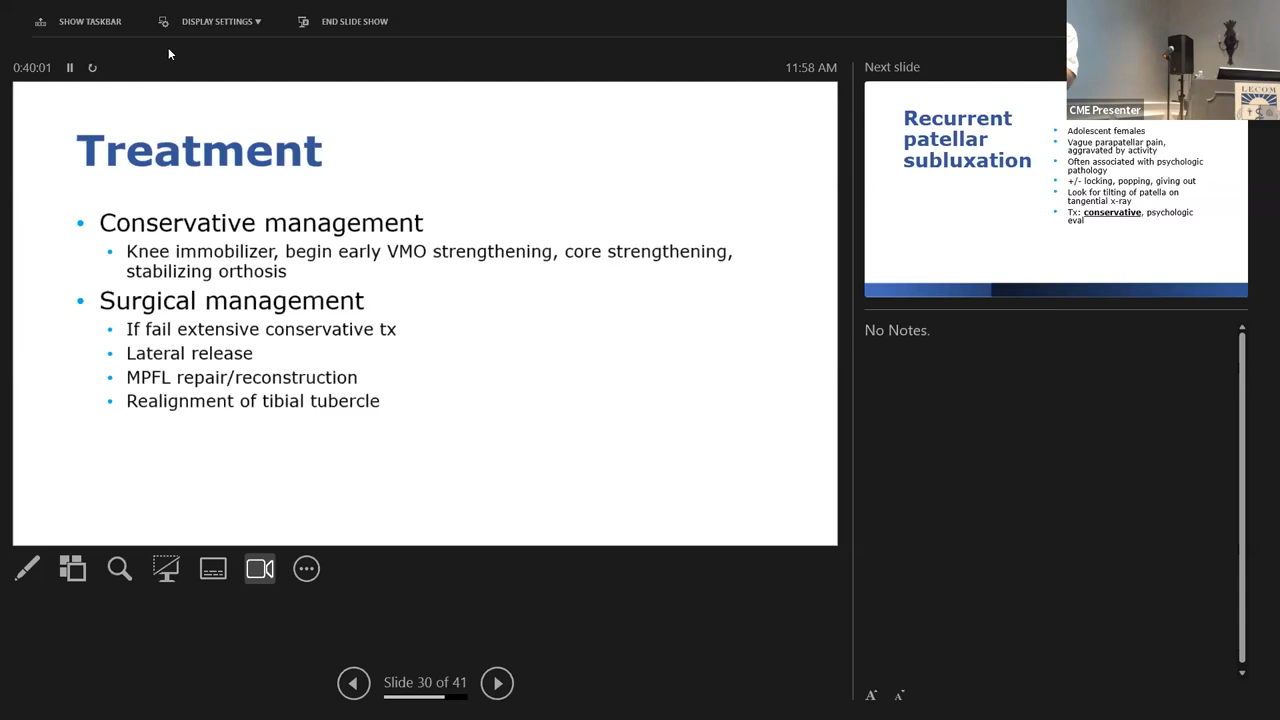 SHOW TASKBAR
DISPLAY SETTINGS
END SLIDE SHOW
0:40:01
11:58 AM
Treatment
• Conservative management
• Knee immobilizer, begin early VMO strengthening, core strengthening,
stabilizing orthosis
• Surgical management
• If fail extensive conservative tx
• Lateral release
• MPFL repair/reconstruction
• Realignment of tibial tubercle
Slide 30 of 41
Next slide
Recurrent
patellar
subluxation
• Adolescent females
• Vague parapatellar pain,
aggravated by activity
• Often associated with psychologic
pathology
• +/- locking, popping, giving out
• Look for tilting of patella on
tangential x-ray
• Tx: conservative, psychologic
eval
No Notes.
A
A
LECOM
CME Presenter